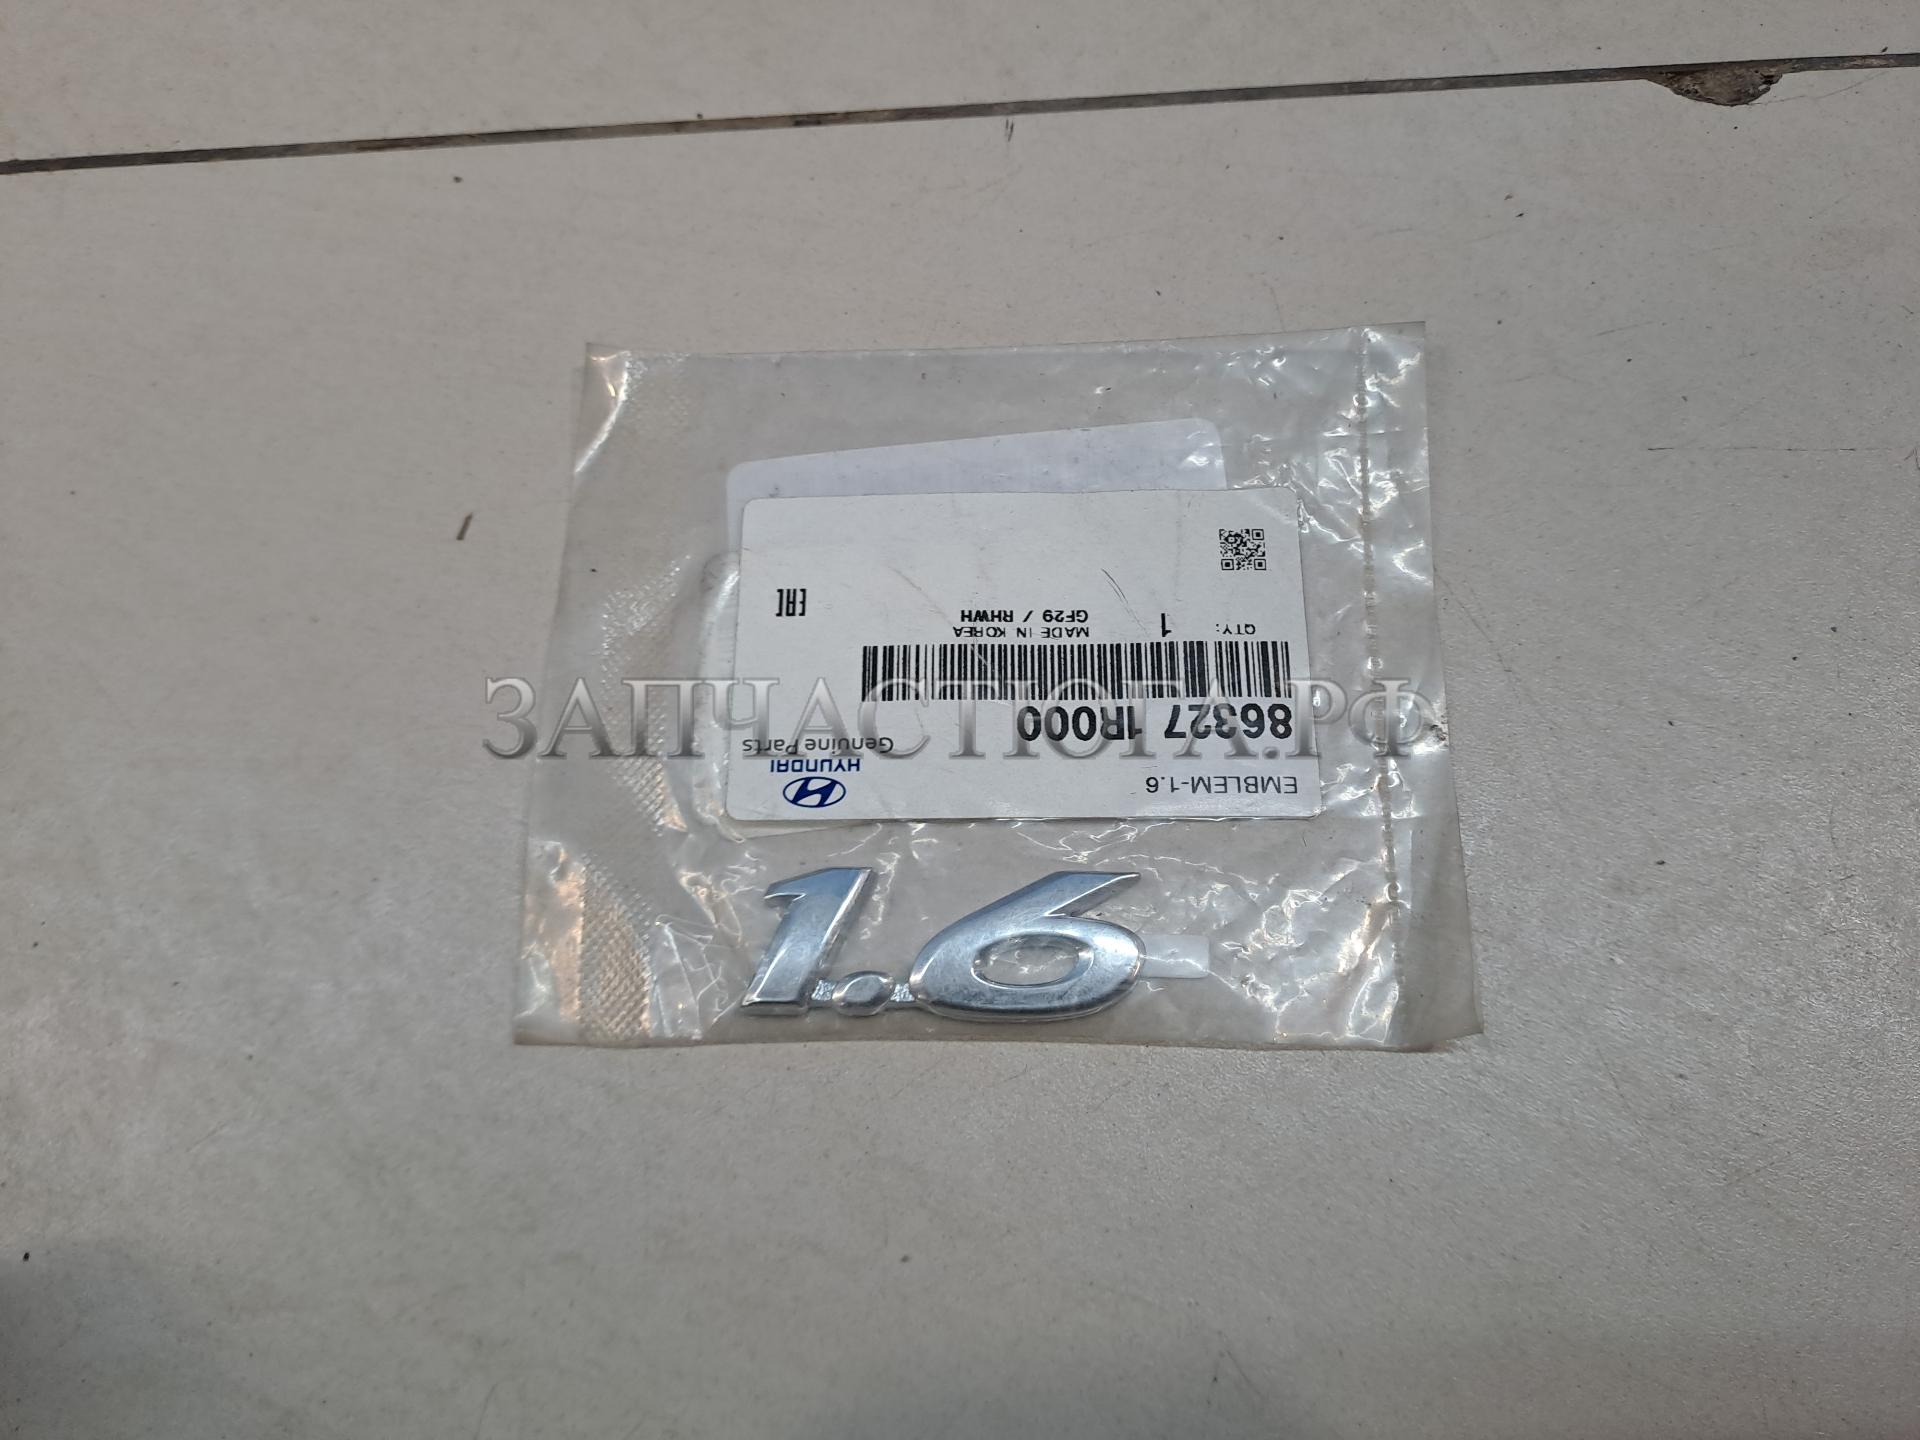 EMBLEM-1.6
HYUNDAI
Genuine Parts
86327 1R000
QTY: 1
MADE IN KOREA
GF29 / RHWH
EAC
1.6
ЗАПЧАСТЮГА.РФ